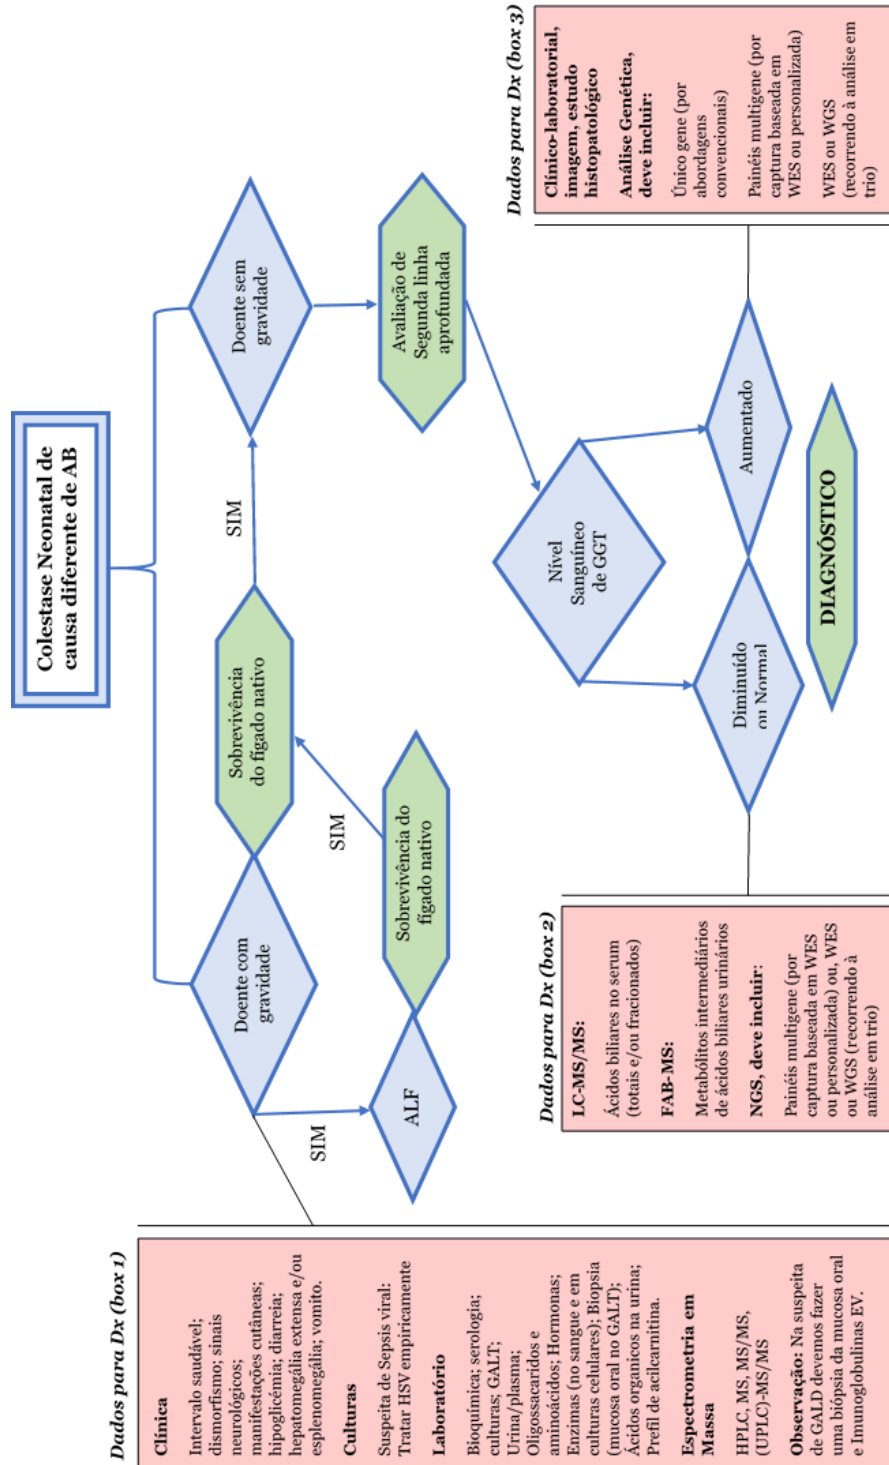 Colestase Neonatal de
causa diferente de AB
Doente com
gravidade
Sobrevivência
do fígado nativo
SIM
Doente sem
gravidade
SIM
ALF
Sobrevivência do
fígado nativo
SIM
Avaliação de
Segunda linha
aprofundada
Nível
Sanguíneo
de GGT
Diminuído
ou Normal
Aumentado
DIAGNÓSTICO
Dados para Dx (box 1)
Clínica
Intervalo saudável;
dismorfismo; sinais
neurológicos;
manifestações cutâneas;
hipoglicémia; diarreia;
hepatomegália extensa e/ou
esplenomegália; vomito.
Culturas
Suspeita de Sepsis viral:
Tratar HSV empiricamente
Laboratório
Bioquímica; serologia;
culturas; GALT;
Urina/plasma;
Oligossacaridos e
aminoácidos; Hormonas;
Enzimas (no sangue e em
culturas celulares); Biopsia
(mucosa oral no GALT);
Ácidos organicos na urina;
Prefil de acilcarnitina.
Espectrometria em
Massa
HPLC, MS, MS/MS,
(UPLC)-MS/MS
Observação: Na suspeita
de GALD devemos fazer
uma biópsia da mucosa oral
e Imunoglobulinas EV.
Dados para Dx (box 2)
LC-MS/MS:
Ácidos biliares no serum
(totais e/ou fracionados)
FAB- MS:
Metabólitos intermediários
de ácidos biliares urinários
NGS, deve incluir:
Painéis multigene (por
captura baseada em WES
ou personalizada) ou, WES
ou WGS (recorrendo à
análise em trio)
Dados para Dx (box 3)
Clínico-laboratorial,
imagem, estudo
histopatológico
Análise Genética,
deve incluir:
Único gene (por
abordagens
convencionais)
Painéis multigene (por
captura baseada em
WES ou personalizada)
WES ou WGS
(recorrendo à análise em
trio)